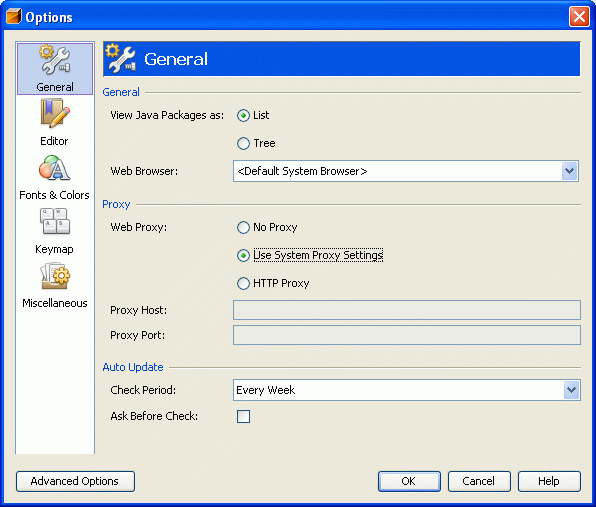 Options
General
Editor
Fonts & Colors
Keymap
Miscellaneous
General
General
View Java Packages as:
List
Tree
Web Browser:
<Default System Browser>
Proxy
Web Proxy:
No Proxy
Use System Proxy Settings
HTTP Proxy
Proxy Host:
Proxy Port:
Auto Update
Check Period:
Every Week
Ask Before Check:
Advanced Options
OK
Cancel
Help